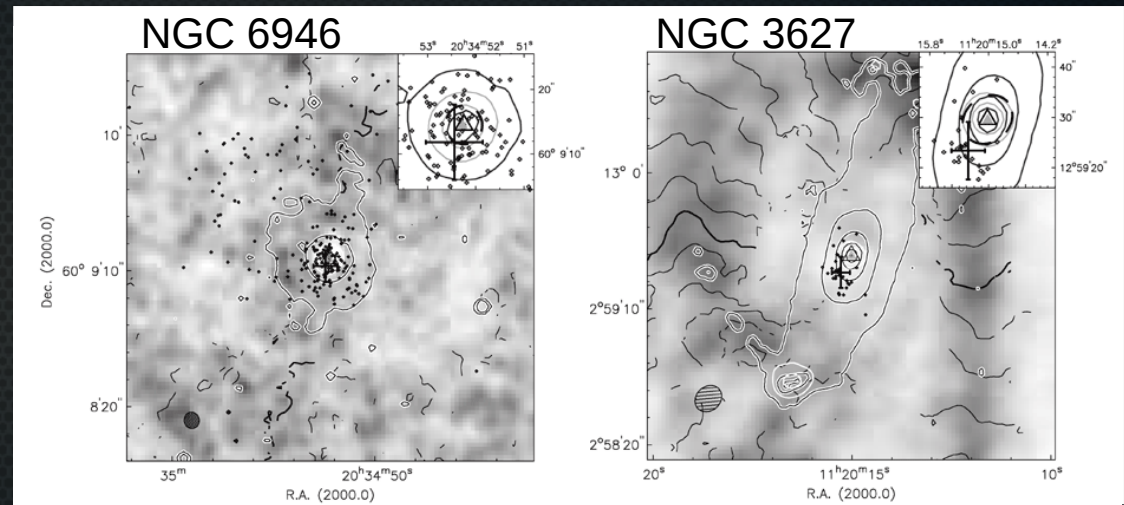 NGC 6946
53ˢ 20ʰ34ᵐ52ˢ 51ˢ
20"
60° 9'10"
10'
60° 9'10"
8'20"
Dec. (2000.0)
35ᵐ 20ʰ34ᵐ50ˢ
R.A. (2000.0)
NGC 3627
15.8ˢ 11ʰ20ᵐ15.0ˢ 14.2ˢ
40"
30"
12°59'20"
13° 0'
2°59'10"
2°58'20"
20ˢ 11ʰ20ᵐ15ˢ 10ˢ
R.A. (2000.0)